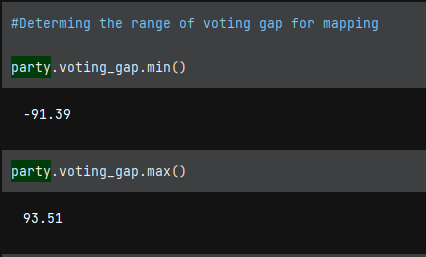 #Determing the range of voting gap for mapping
party.voting_gap.min()
-91.39
party.voting_gap.max()
93.51